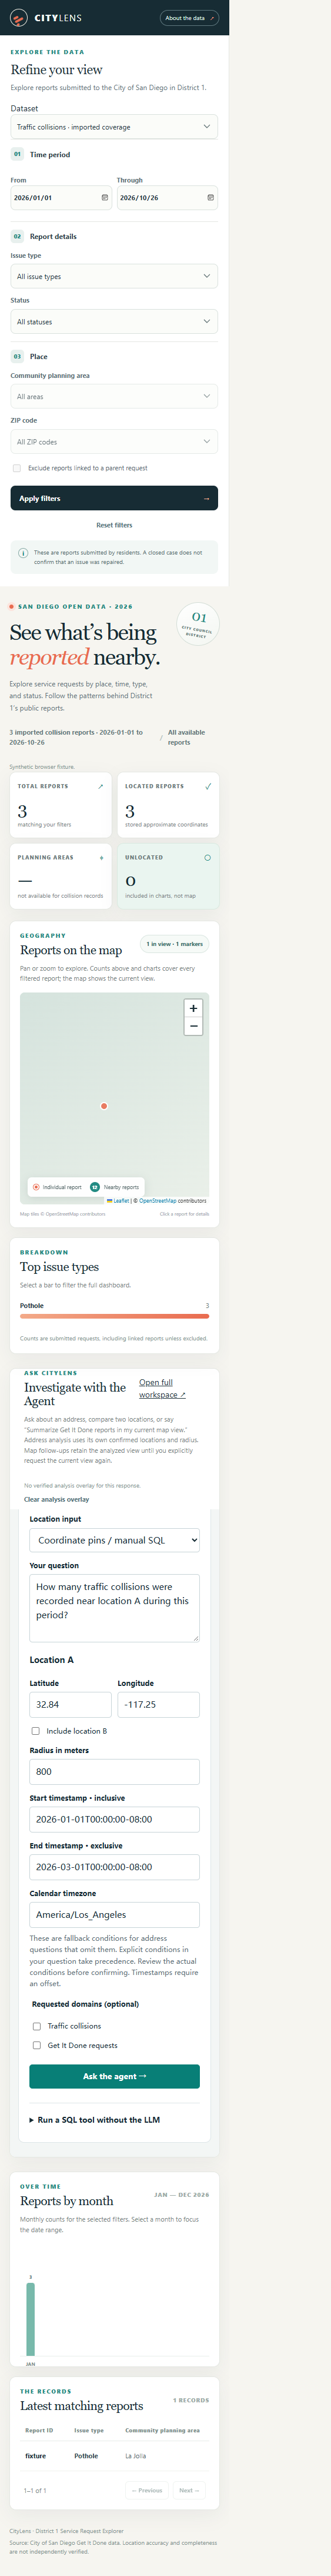 CITYLENS
About the data ↗
EXPLORE THE DATA
Refine your view
Explore reports submitted to the City of San Diego in District 1.
Dataset
Traffic collisions · imported coverage
01 Time period
From Through
2026/01/01 2026/10/26
02 Report details
Issue type
All issue types
Status
All statuses
03 Place
Community planning area
All areas
ZIP code
All ZIP codes
Exclude reports linked to a parent request
Apply filters →
Reset filters
These are reports submitted by residents. A closed case does not
confirm that an issue was repaired.
SAN DIEGO OPEN DATA · 2026
01
CITY COUNCIL
DISTRICT
See what's being
reported nearby.
Explore service requests by place, time, type,
and status. Follow the patterns behind District
1's public reports.
3 imported collision reports · 2026-01-01 to
2026-10-26
/
All available
reports
Synthetic browser fixture.
TOTAL REPORTS ↗
3
matching your filters
LOCATED REPORTS ✓
3
stored approximate coordinates
PLANNING AREAS
—
not available for collision records
UNLOCATED
0
included in charts, not map
GEOGRAPHY
Reports on the map
1 in view · 1 markers
Pan or zoom to explore. Counts above and charts cover every
filtered report; the map shows the current view.
+
−
Individual report 12 Nearby reports
Leaflet | © OpenStreetMap contributors
Map tiles © OpenStreetMap contributors Click a report for details
BREAKDOWN
Top issue types
Select a bar to filter the full dashboard.
Pothole 3
Counts are submitted requests, including linked reports unless excluded.
ASK CITYLENS
Investigate with the
Agent
Open full
workspace ↗
Ask about an address, compare two locations, or say
"Summarize Get It Done reports in my current map view."
Address analysis uses its own confirmed locations and radius.
Map follow-ups retain the analyzed view until you explicitly
request the current view again.
No verified analysis overlay for this response.
Clear analysis overlay
Location input
Coordinate pins / manual SQL
Your question
How many traffic collisions were
recorded near location A during this
period?
Location A
Latitude Longitude
32.84 -117.25
Include location B
Radius in meters
800
Start timestamp • inclusive
2026-01-01T00:00:00-08:00
End timestamp • exclusive
2026-03-01T00:00:00-08:00
Calendar timezone
America/Los_Angeles
These are fallback conditions for address
questions that omit them. Explicit conditions in
your question take precedence. Review the actual
conditions before confirming. Timestamps require
an offset.
Requested domains (optional)
Traffic collisions
Get It Done requests
Ask the agent →
▶ Run a SQL tool without the LLM
OVER TIME
Reports by month
JAN — DEC 2026
Monthly counts for the selected filters. Select a month to focus
the date range.
3
JAN
THE RECORDS
Latest matching reports
1 RECORDS
Report ID Issue type Community planning area
fixture Pothole La Jolla
1–1 of 1 ← Previous Next →
CityLens · District 1 Service Request Explorer
Source: City of San Diego Get It Done data. Location accuracy and completeness
are not independently verified.